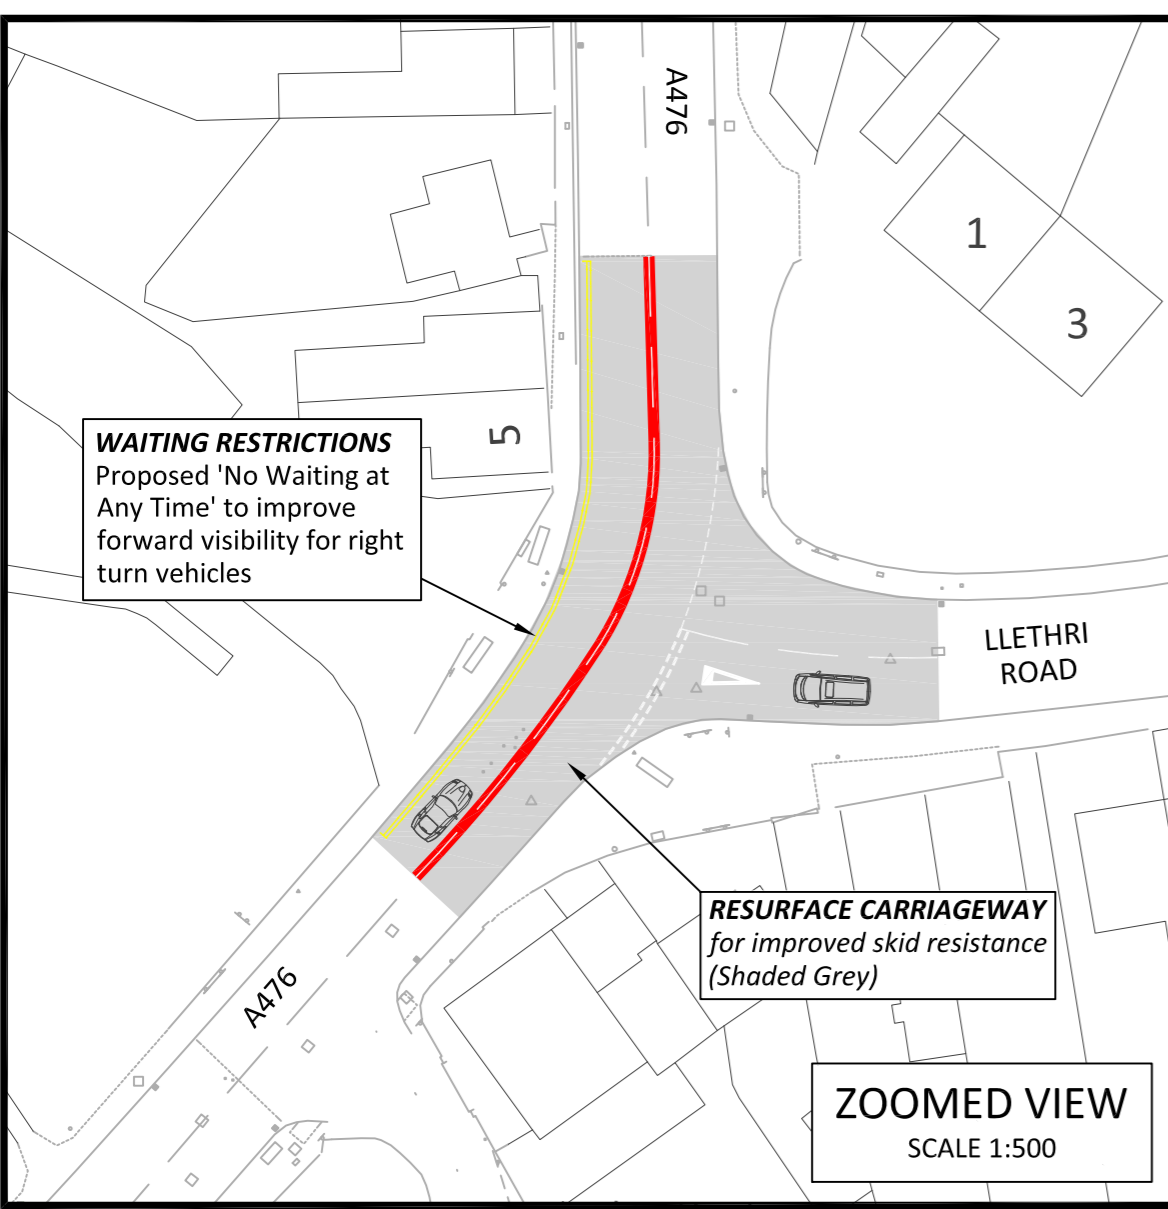 A476
1
3
5
WAITING RESTRICTIONS
Proposed 'No Waiting at
Any Time' to improve
forward visibility for right
turn vehicles
LLETHRI
ROAD
RESURFACE CARRIAGEWAY
for improved skid resistance
(Shaded Grey)
A476
ZOOMED VIEW
SCALE 1:500